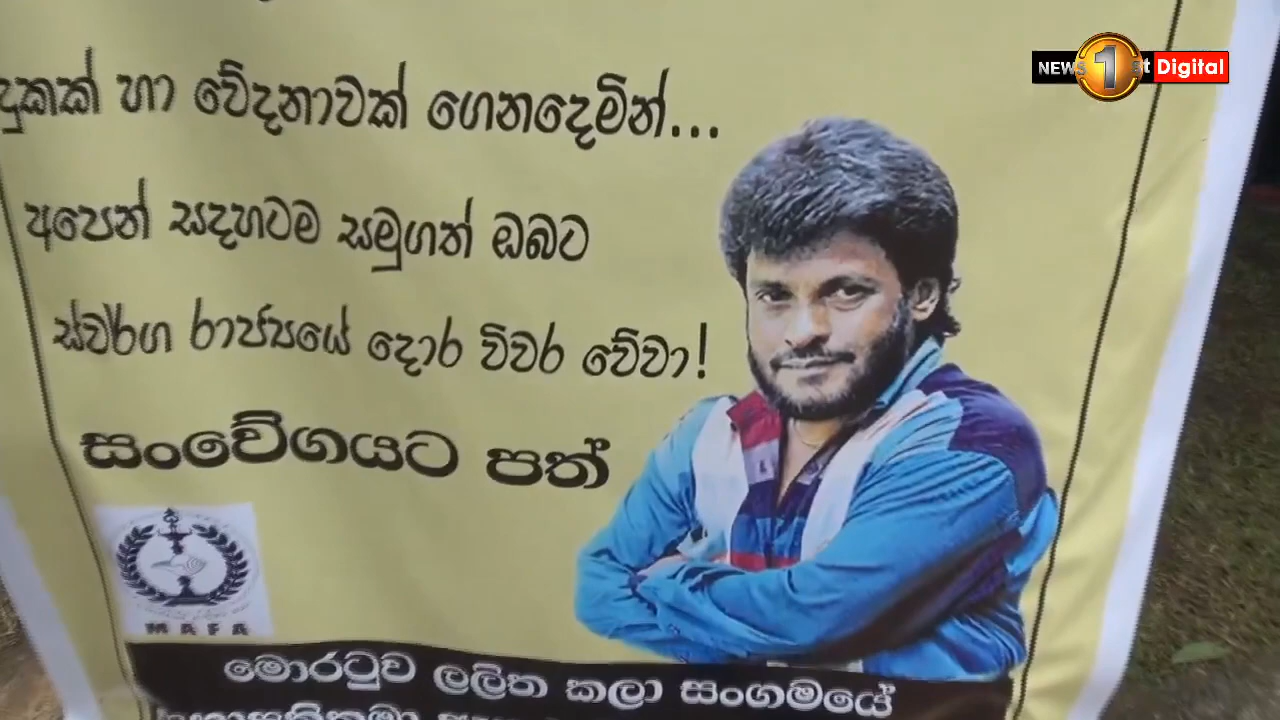 NEWS 1st Digital
දුකක් හා වේදනාවක් ගෙනදෙමින්...
අපෙන් සදහටම සමුගත් ඔබට
ස්වර්ග රාජ්‍යයේ දොර විවර වේවා!
සංවේගයට පත්
MAFA
මොරටුව ලලිත කලා සංගමයේ